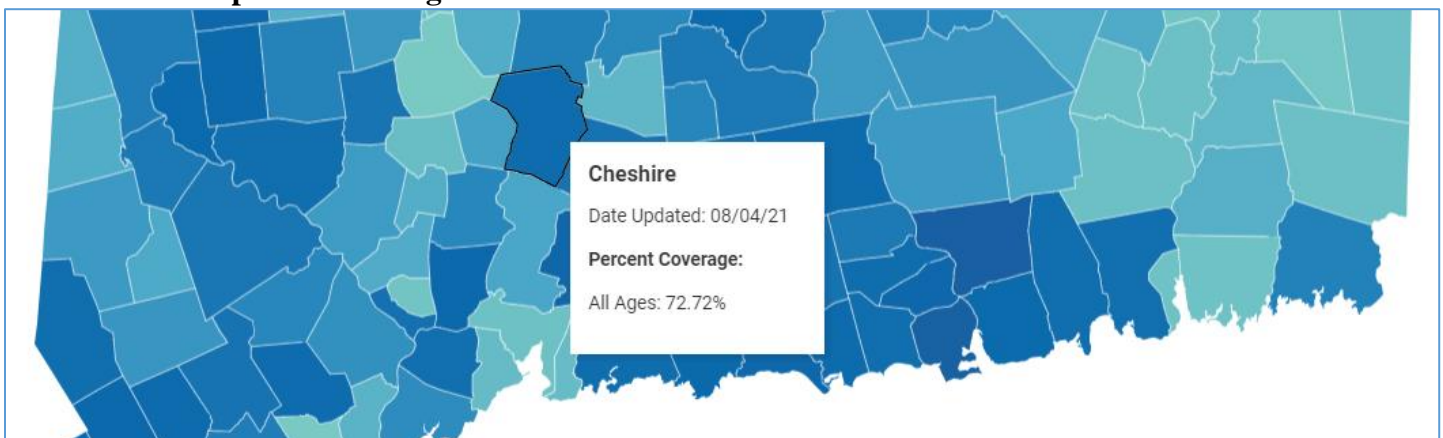 Cheshire
Date Updated: 08/04/21
Percent Coverage:
All Ages: 72.72%